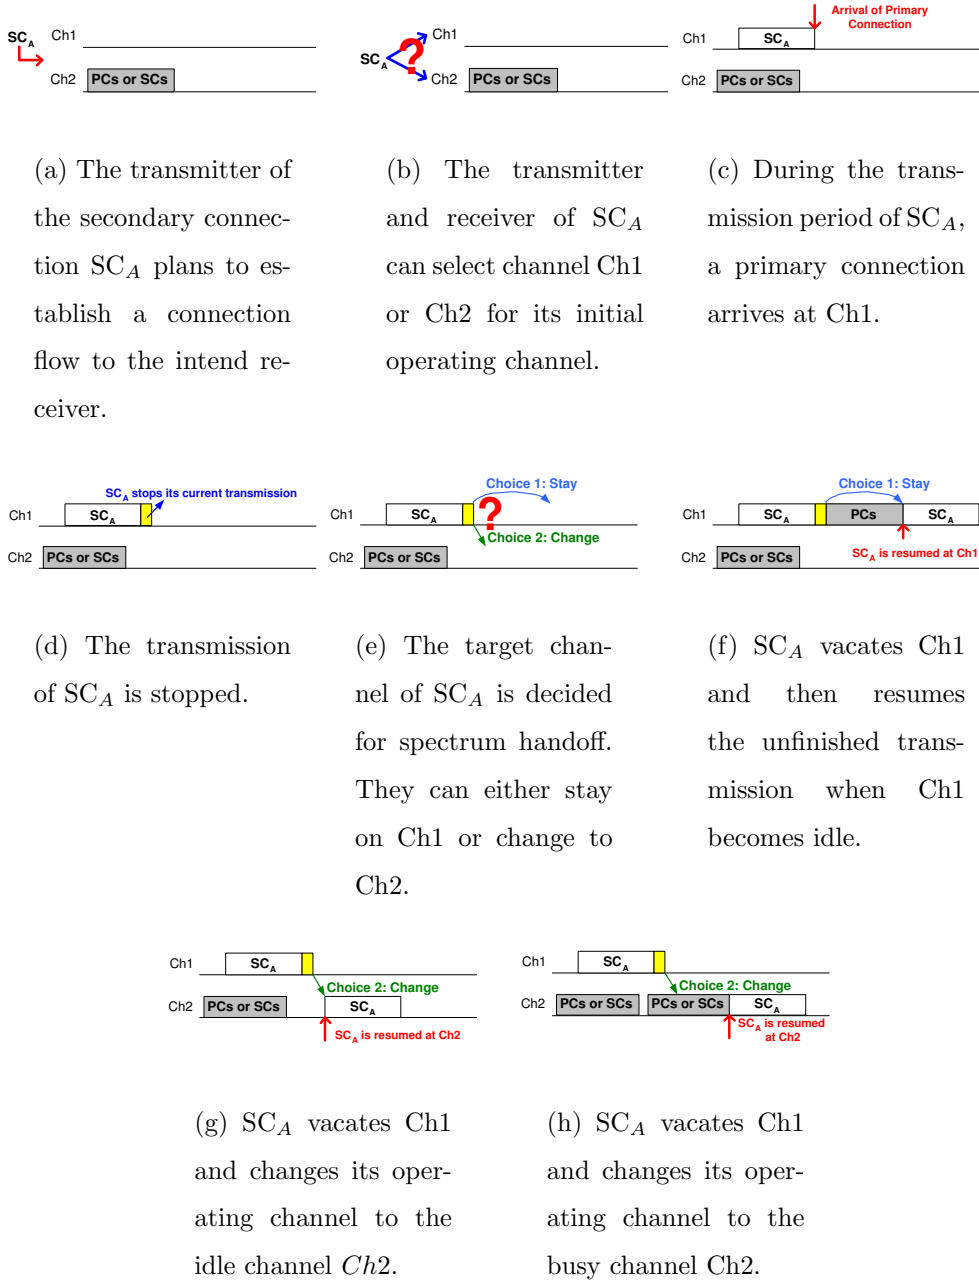 SC_A
Ch1
Ch2
PCs or SCs
SC_A
?
Ch1
Ch2
PCs or SCs
Arrival of Primary
Connection
Ch1
SC_A
Ch2
PCs or SCs
(a) The transmitter of
the secondary connec-
tion SC_A plans to es-
tablish a connection
flow to the intend re-
ceiver.
(b) The transmitter
and receiver of SC_A
can select channel Ch1
or Ch2 for its initial
operating channel.
(c) During the trans-
mission period of SC_A,
a primary connection
arrives at Ch1.
SC_A stops its current transmission
Ch1
SC_A
Ch2
PCs or SCs
Choice 1: Stay
Ch1
SC_A
?
Choice 2: Change
Ch2
PCs or SCs
Choice 1: Stay
Ch1
SC_A
PCs
SC_A
SC_A is resumed at Ch1
Ch2
PCs or SCs
(d) The transmission
of SC_A is stopped.
(e) The target chan-
nel of SC_A is decided
for spectrum handoff.
They can either stay
on Ch1 or change to
Ch2.
(f) SC_A vacates Ch1
and then resumes
the unfinished trans-
mission when Ch1
becomes idle.
Ch1
SC_A
Choice 2: Change
Ch2
PCs or SCs
SC_A
SC_A is resumed at Ch2
Ch1
SC_A
Choice 2: Change
Ch2
PCs or SCs
PCs or SCs
SC_A
SC_A is resumed
at Ch2
(g) SC_A vacates Ch1
and changes its oper-
ating channel to the
idle channel Ch2.
(h) SC_A vacates Ch1
and changes its oper-
ating channel to the
busy channel Ch2.